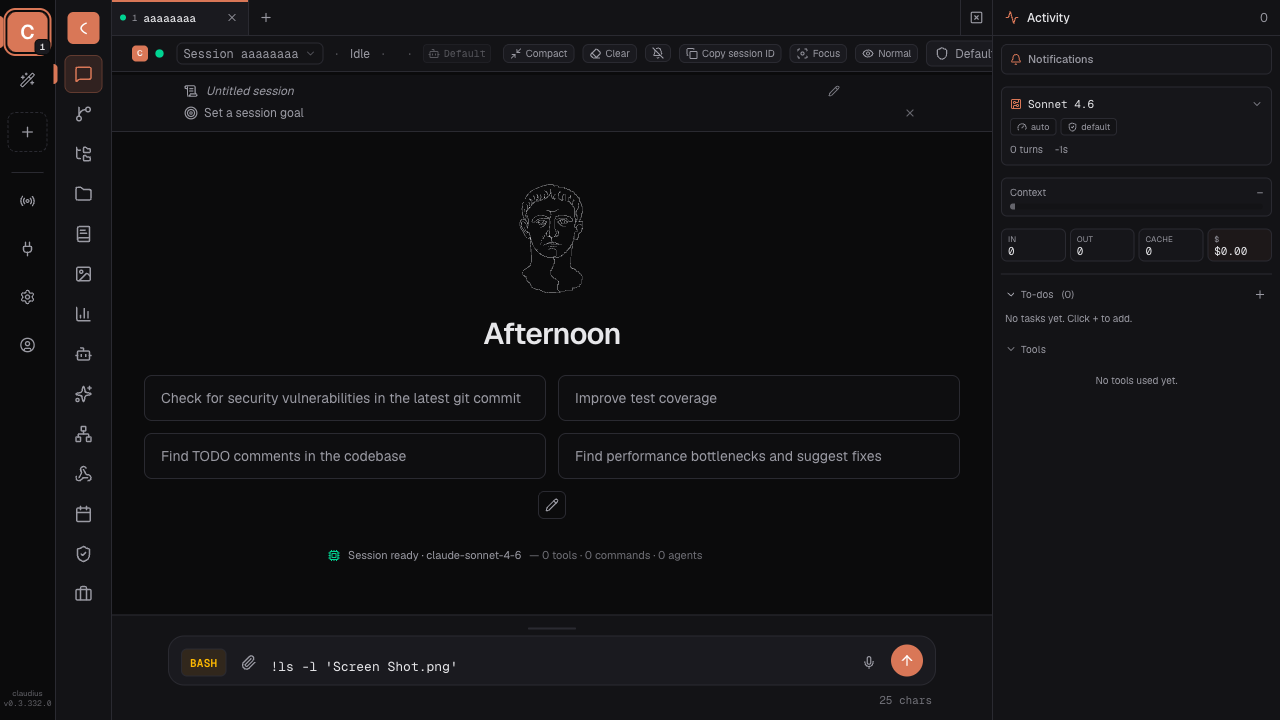 C
1
claudius
v0.3.332.0
1 aaaaaaaa
C
Session aaaaaaaa
· Idle · ·
Default
Compact
Clear
Copy session ID
Focus
Normal
Defaul
Untitled session
Set a session goal
Afternoon
Check for security vulnerabilities in the latest git commit
Improve test coverage
Find TODO comments in the codebase
Find performance bottlenecks and suggest fixes
Session ready · claude-sonnet-4-6 — 0 tools · 0 commands · 0 agents
BASH
!ls -l 'Screen Shot.png'
25 chars
Activity
0
Notifications
Sonnet 4.6
auto
default
0 turns -1s
Context
–
IN
0
OUT
0
CACHE
0
$
$0.00
To-dos (0)
No tasks yet. Click + to add.
Tools
No tools used yet.